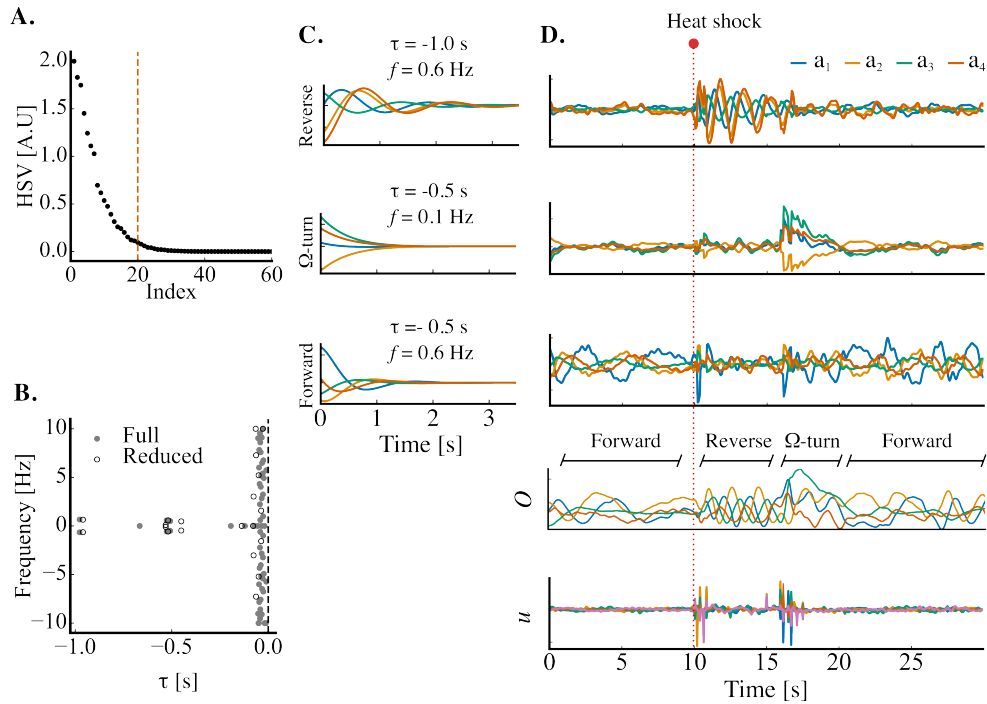 A.
HSV [A.U]
2.0
1.5
1.0
0.5
0.0
0
20
40
60
Index
B.
Full
Reduced
Frequency [Hz]
10
5
0
−5
−10
−1.0
−0.5
0.0
τ [s]
C.
τ = -1.0 s
f = 0.6 Hz
Reverse
τ = -0.5 s
f = 0.1 Hz
Ω-turn
τ =- 0.5 s
f = 0.6 Hz
Forward
0
1
2
3
Time [s]
D.
Heat shock
a₁ a₂ a₃ a₄
Forward Reverse Ω-turn Forward
O
u
0
5
10
15
20
25
Time [s]